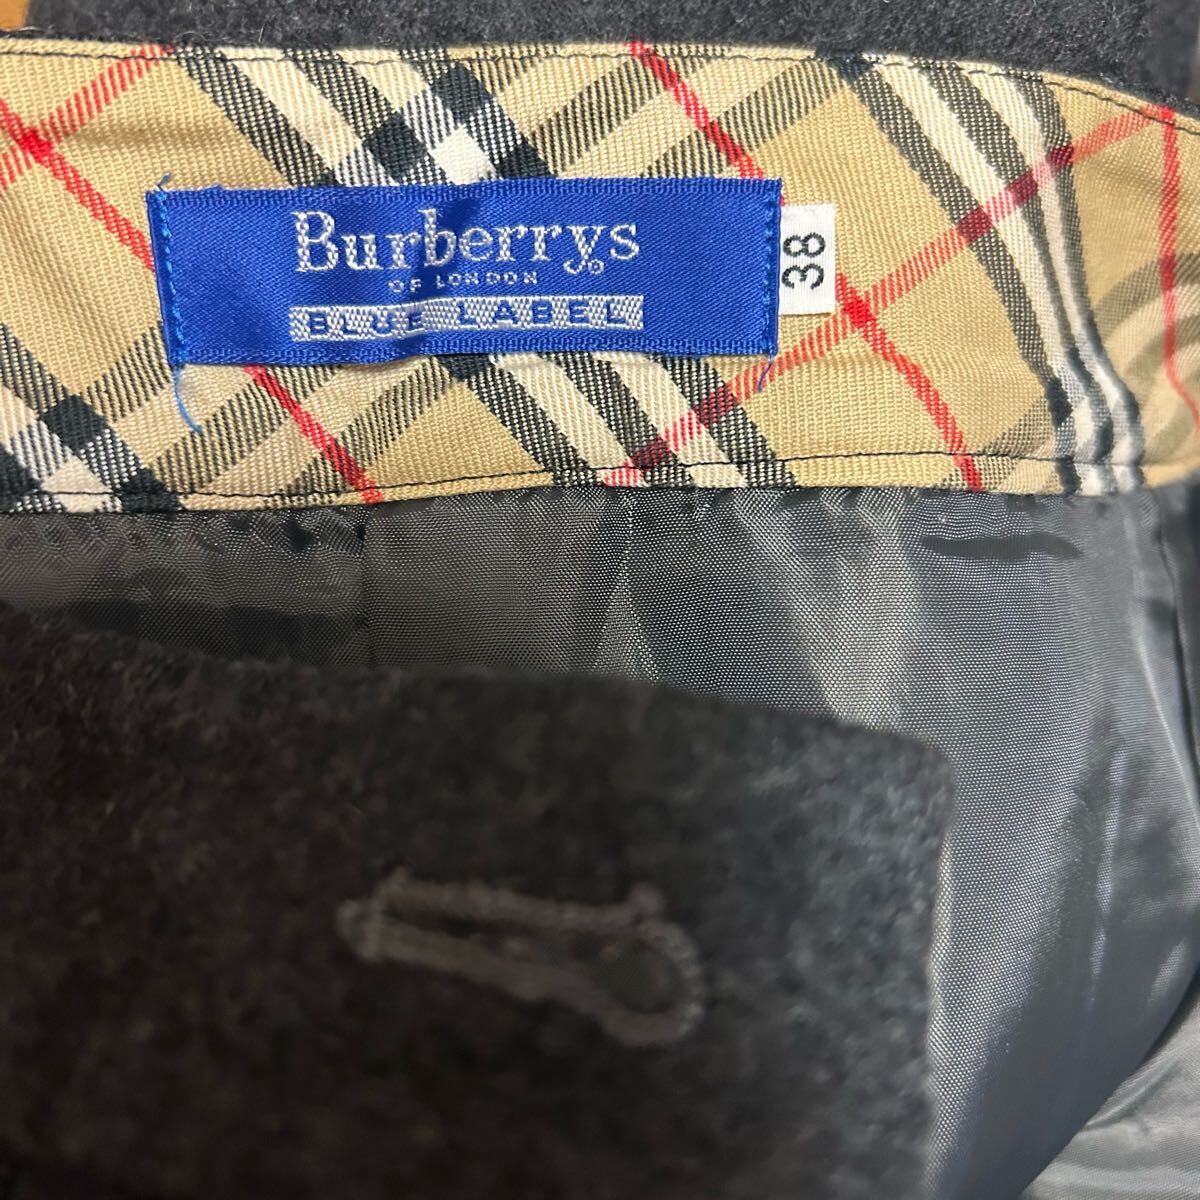 Burberrys®
OF LONDON
BLUE LABEL
38